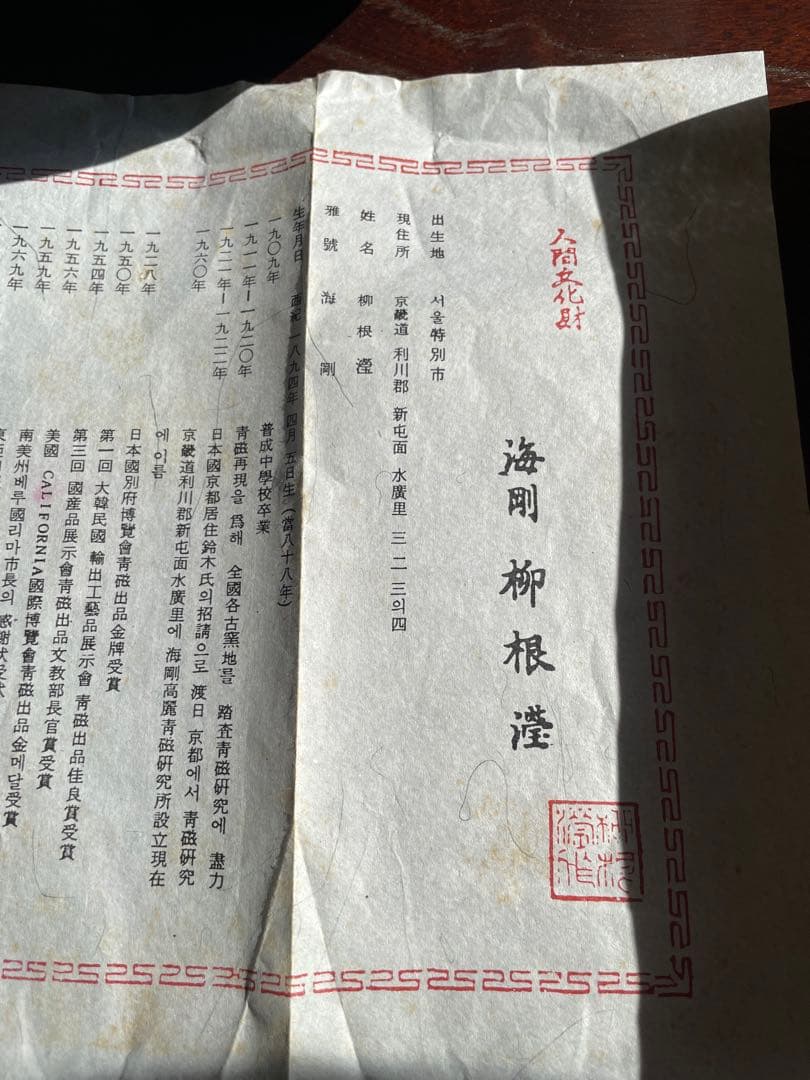 人間文化財
海剛 柳根瀅
出生地 서울特別市
現住所 京畿道 利川郡 新屯面 水廣里 三二三의四
姓名 柳根瀅
雅號 海剛
生年月日 西紀 一八九四年 四月 五日生 (當八十八年)
一九〇九年 普成中學校卒業
一九一一年ー一九二〇年 靑磁再現을 爲해 全國各古窯地를 踏査靑磁硏究에 盡力
一九二一年ー一九二二年 日本國京都居住鈴木氏의招請으로 渡日 京都에서 靑磁硏究
一九六〇年 京畿道利川郡新屯面水廣里에 海剛高麗靑磁硏究所設立現在
에 이름
一九二八年 日本國別府博覽會靑磁出品金牌受賞
一九五〇年 第一回 大韓民國 輸出工藝品展示會 靑磁出品佳良賞受賞
一九五四年 第三回 國産品展示會靑磁出品文敎部長官賞受賞
一九五六年 美國 CALIFORNIA國際博覽會靑磁出品金메달受賞
一九五九年 南美州베루國리마市長의 感謝狀受
一九六九年